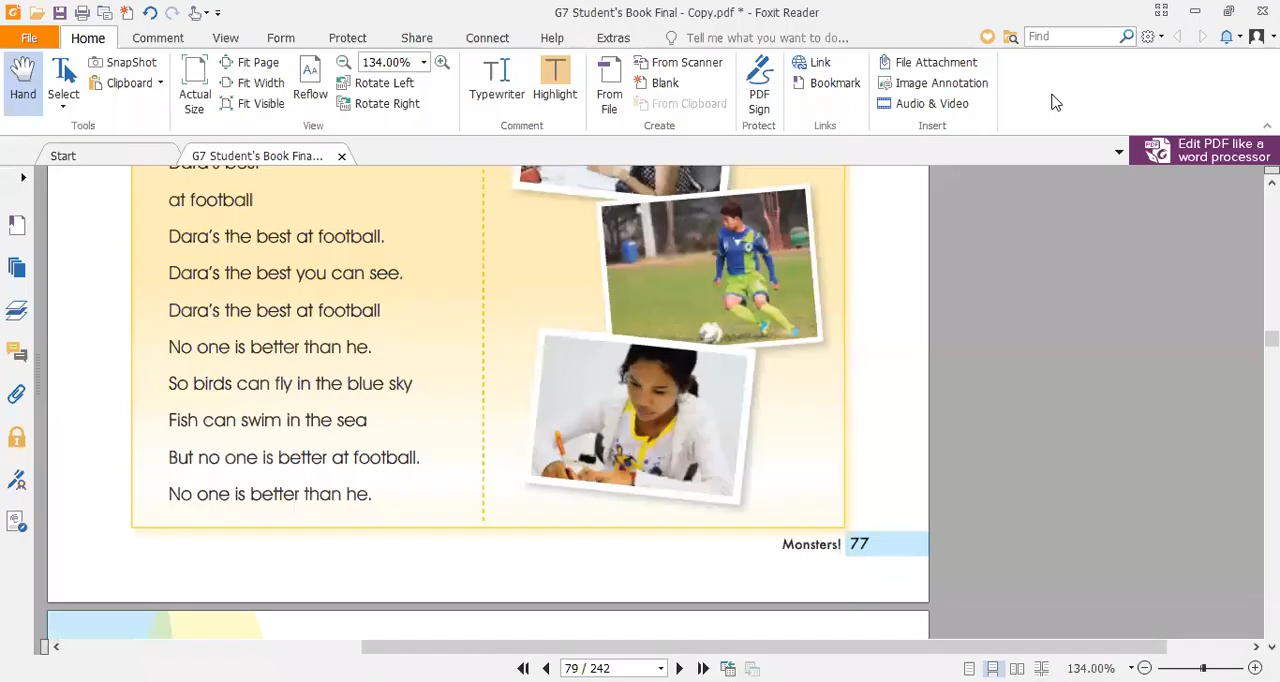 G7 Student's Book Final - Copy.pdf * - Foxit Reader
File Home Comment View Form Protect Share Connect Help Extras Tell me what you want to do... Find
Hand Select SnapShot Clipboard Actual Size Fit Page Fit Width Fit Visible Reflow 134.00% Rotate Left Rotate Right Typewriter Highlight From File From Scanner Blank From Clipboard PDF Sign Link Bookmark File Attachment Image Annotation Audio & Video
Tools View Comment Create Protect Links Insert
Start G7 Student's Book Fina...
Edit PDF like a
word processor
Dara's best
at football
Dara's the best at football.
Dara's the best you can see.
Dara's the best at football
No one is better than he.
So birds can fly in the blue sky
Fish can swim in the sea
But no one is better at football.
No one is better than he.
Monsters! 77
79 / 242 134.00%